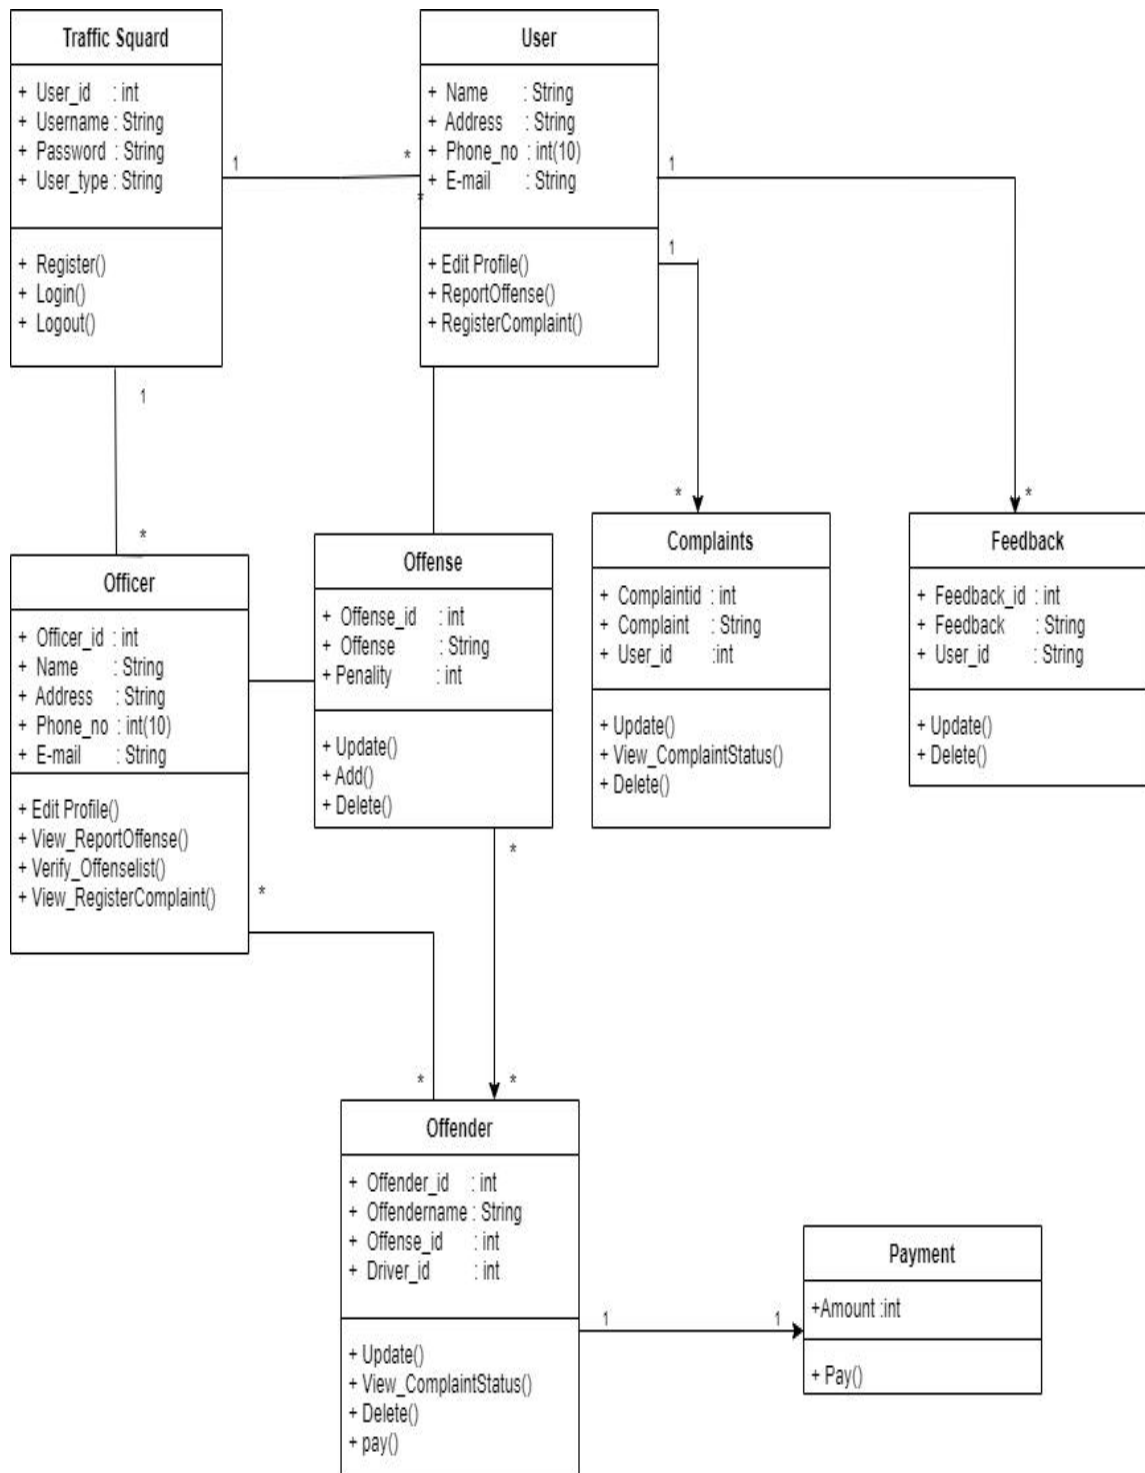 Traffic Squard
+ User_id : int
+ Username : String
+ Password : String
+ User_type : String
+ Register()
+ Login()
+ Logout()
User
+ Name : String
+ Address : String
+ Phone_no : int(10)
+ E-mail : String
+ Edit Profile()
+ ReportOffense()
+ RegisterComplaint()
1
*
*
1
1
1
*
*
*
Officer
+ Officer_id : int
+ Name : String
+ Address : String
+ Phone_no : int(10)
+ E-mail : String
+ Edit Profile()
+ View_ReportOffense()
+ Verify_Offenselist()
+ View_RegisterComplaint()
Offense
+ Offense_id : int
+ Offense : String
+ Penality : int
+ Update()
+ Add()
+ Delete()
Complaints
+ Complaintid : int
+ Complaint : String
+ User_id :int
+ Update()
+ View_ComplaintStatus()
+ Delete()
Feedback
+ Feedback_id : int
+ Feedback : String
+ User_id : String
+ Update()
+ Delete()
*
*
*
*
Offender
+ Offender_id : int
+ Offendername : String
+ Offense_id : int
+ Driver_id : int
+ Update()
+ View_ComplaintStatus()
+ Delete()
+ pay()
1
1
Payment
+Amount :int
+ Pay()